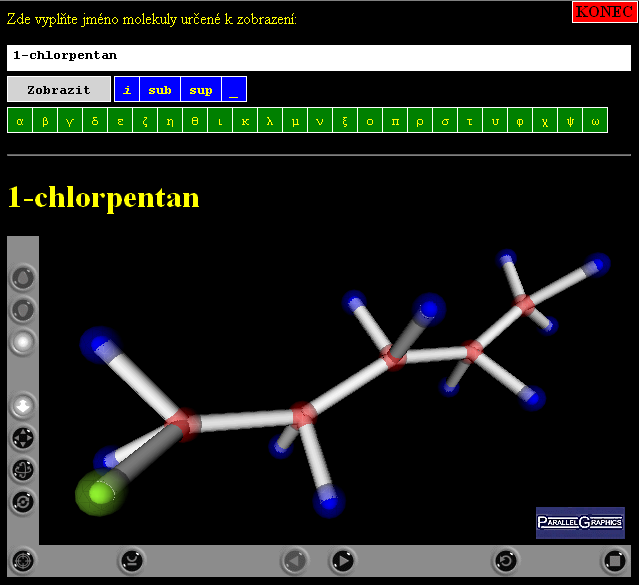 Zde vyplňte jméno molekuly určené k zobrazení:
KONEC
1-chlorpentan
Zobrazit i sub sup _
α β γ δ ε ζ η θ ι κ λ μ ν ξ ο π ρ σ τ υ φ χ ψ ω
1-chlorpentan
PARALLELGRAPHICS